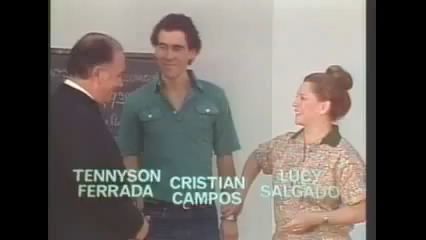 TENNYSON
FERRADA
CRISTIAN
CAMPOS
LUCY
SALGADO